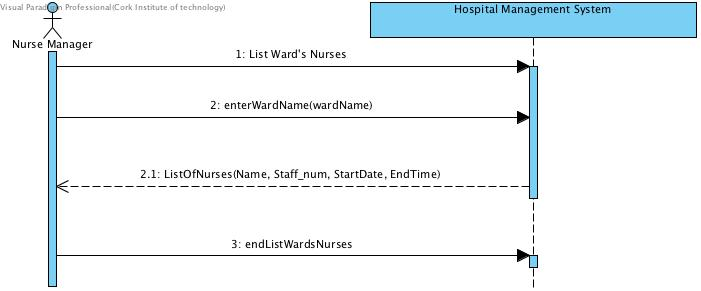 Visual Paradigm Professional(Cork Institute of technology)
Hospital Management System
Nurse Manager
1: List Ward's Nurses
2: enterWardName(wardName)
2.1: ListOfNurses(Name, Staff_num, StartDate, EndTime)
3: endListWardsNurses